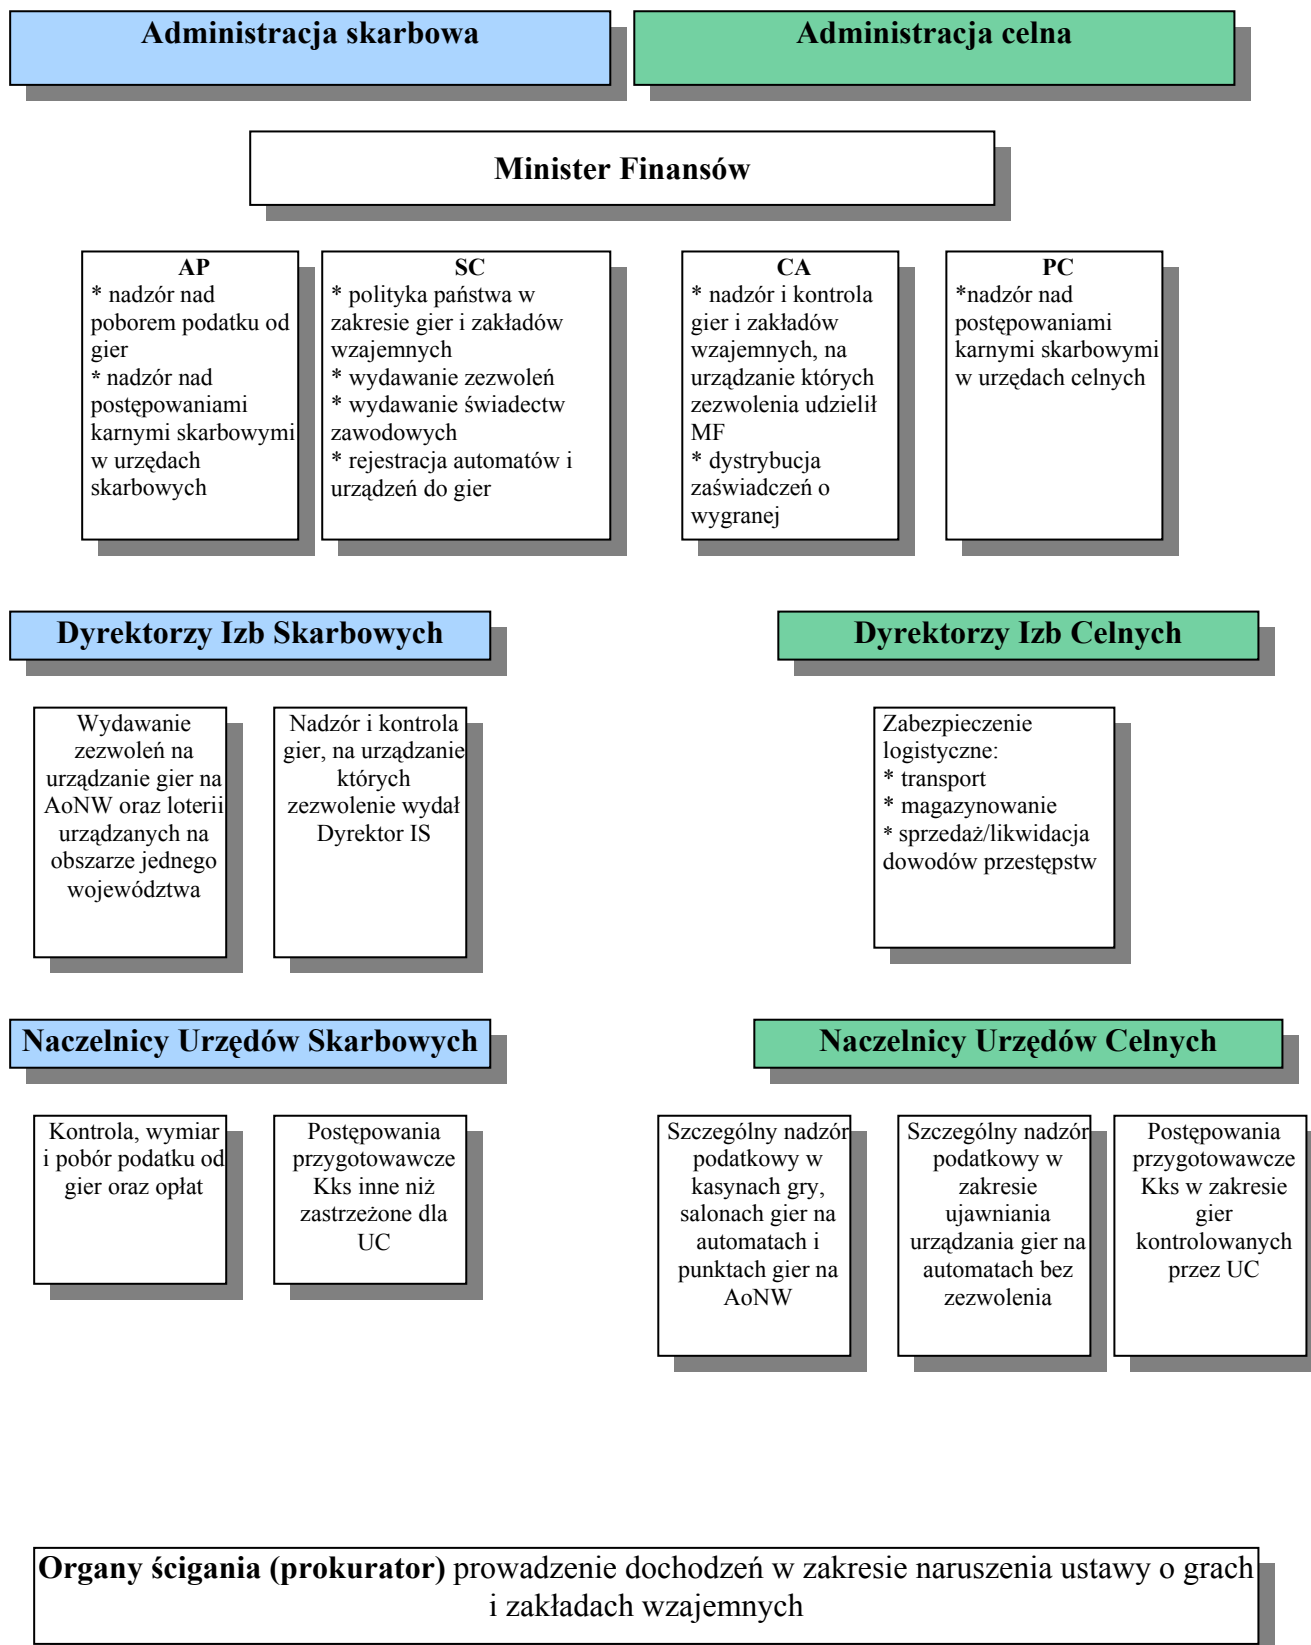 Administracja skarbowa
Administracja celna
Minister Finansów
AP
* nadzór nad
poborem podatku od
gier
* nadzór nad
postępowaniami
karnymi skarbowymi
w urzędach
skarbowych
SC
* polityka państwa w
zakresie gier i zakładów
wzajemnych
* wydawanie zezwoleń
* wydawanie świadectw
zawodowych
* rejestracja automatów i
urządzeń do gier
CA
* nadzór i kontrola
gier i zakładów
wzajemnych, na
urządzanie których
zezwolenia udzielił
MF
* dystrybucja
zaświadczeń o
wygranej
PC
*nadzór nad
postępowaniami
karnymi skarbowymi
w urzędach celnych
Dyrektorzy Izb Skarbowych
Dyrektorzy Izb Celnych
Wydawanie
zezwoleń na
urządzanie gier na
AoNW oraz loterii
urządzanych na
obszarze jednego
województwa
Nadzór i kontrola
gier, na urządzanie
których
zezwolenie wydał
Dyrektor IS
Zabezpieczenie
logistyczne:
* transport
* magazynowanie
* sprzedaż/likwidacja
dowodów przestępstw
Naczelnicy Urzędów Skarbowych
Naczelnicy Urzędów Celnych
Kontrola, wymiar
i pobór podatku od
gier oraz opłat
Postępowania
przygotowawcze
Kks inne niż
zastrzeżone dla
UC
Szczególny nadzór
podatkowy w
kasynach gry,
salonach gier na
automatach i
punktach gier na
AoNW
Szczególny nadzór
podatkowy w
zakresie
ujawniania
urządzania gier na
automatach bez
zezwolenia
Postępowania
przygotowawcze
Kks w zakresie
gier
kontrolowanych
przez UC
Organy ścigania (prokurator) prowadzenie dochodzeń w zakresie naruszenia ustawy o grach
i zakładach wzajemnych